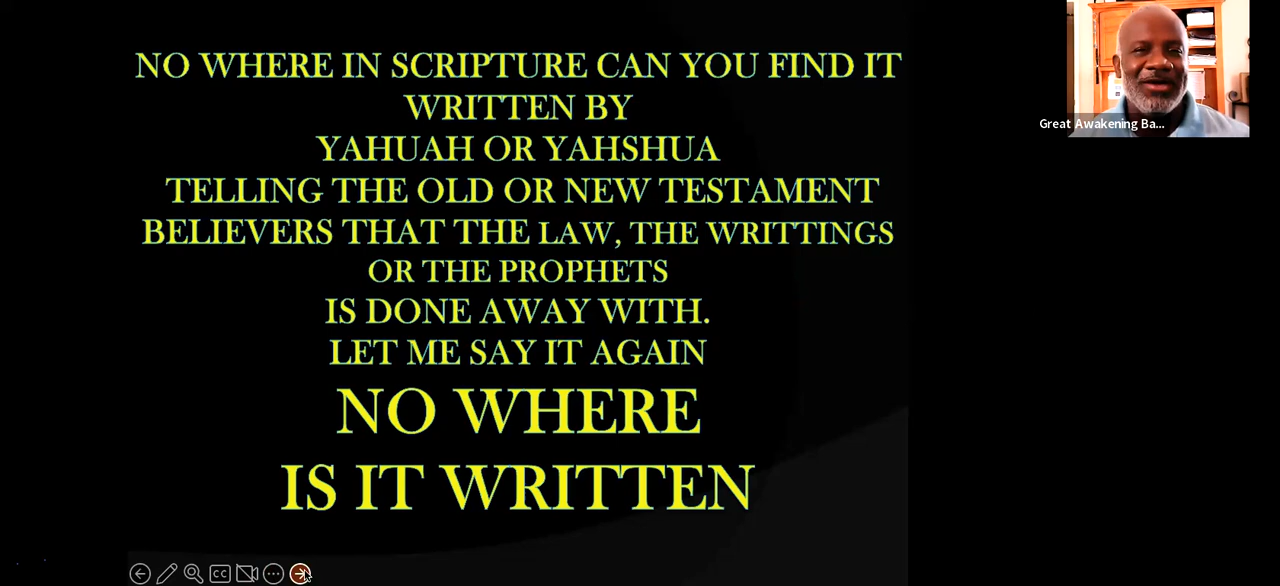 NO WHERE IN SCRIPTURE CAN YOU FIND IT
WRITTEN BY
YAHUAH OR YAHSHUA
TELLING THE OLD OR NEW TESTAMENT
BELIEVERS THAT THE LAW, THE WRITTINGS
OR THE PROPHETS
IS DONE AWAY WITH.
LET ME SAY IT AGAIN
NO WHERE
IS IT WRITTEN
Great Awakening Ba...
CC